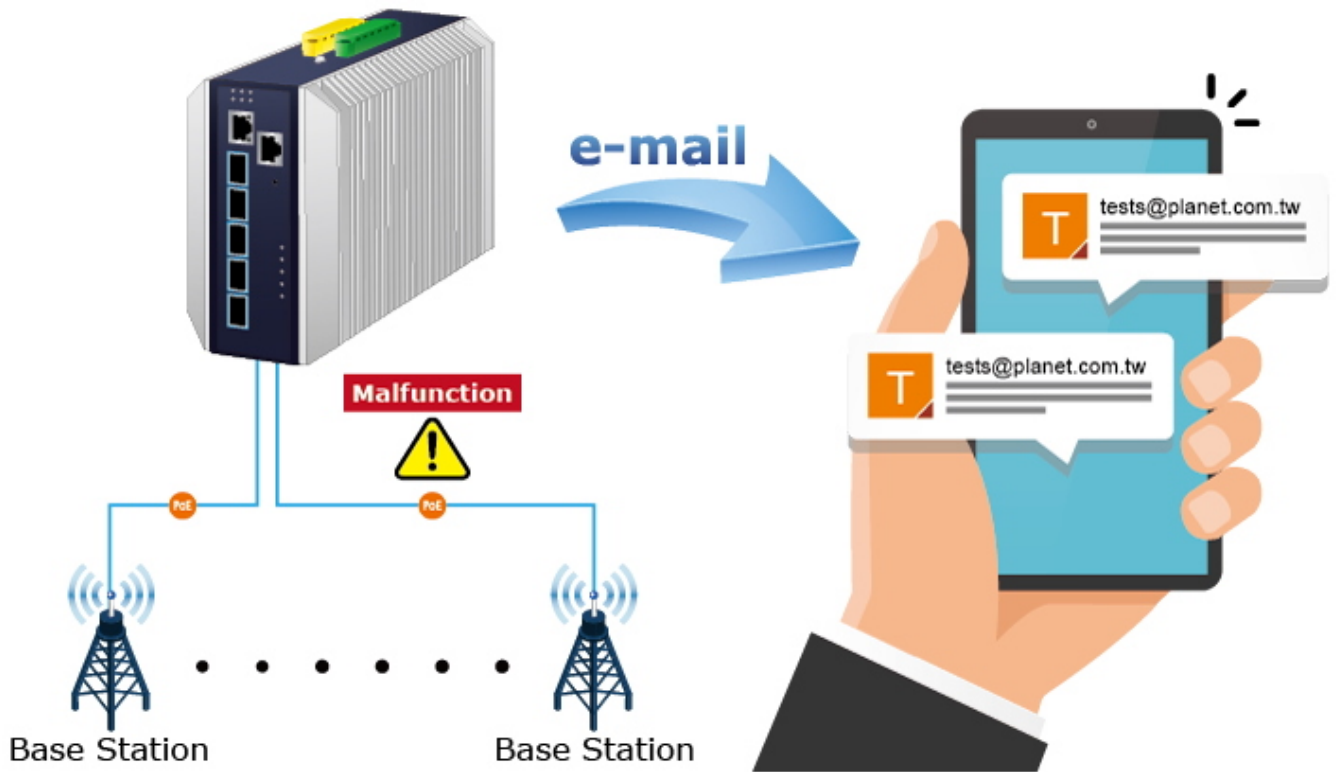 e-mail
T
tests@planet.com.tw
T
tests@planet.com.tw
Malfunction
!
PoE
PoE
Base Station
Base Station